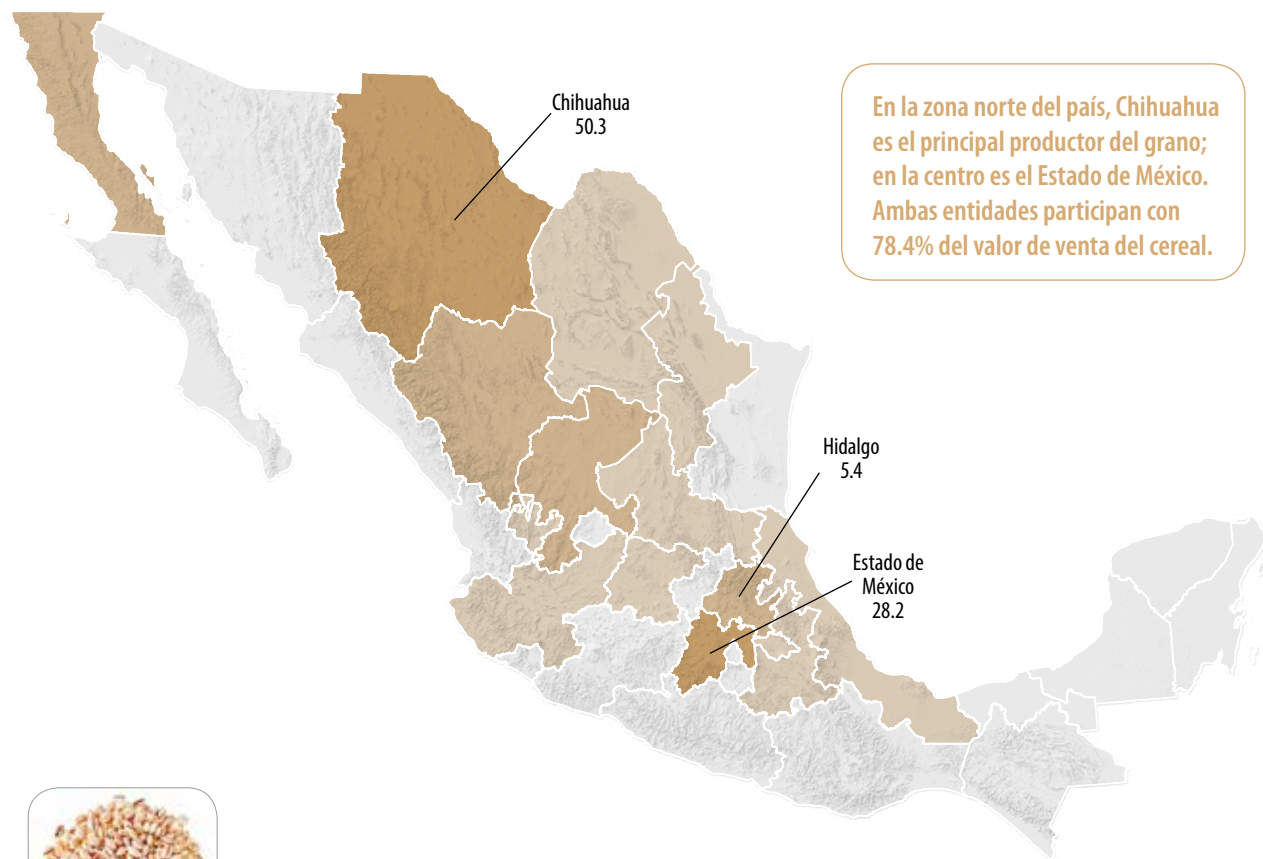 Chihuahua
50.3
En la zona norte del país, Chihuahua
es el principal productor del grano;
en la centro es el Estado de México.
Ambas entidades participan con
78.4% del valor de venta del cereal.
Hidalgo
5.4
Estado de
México
28.2